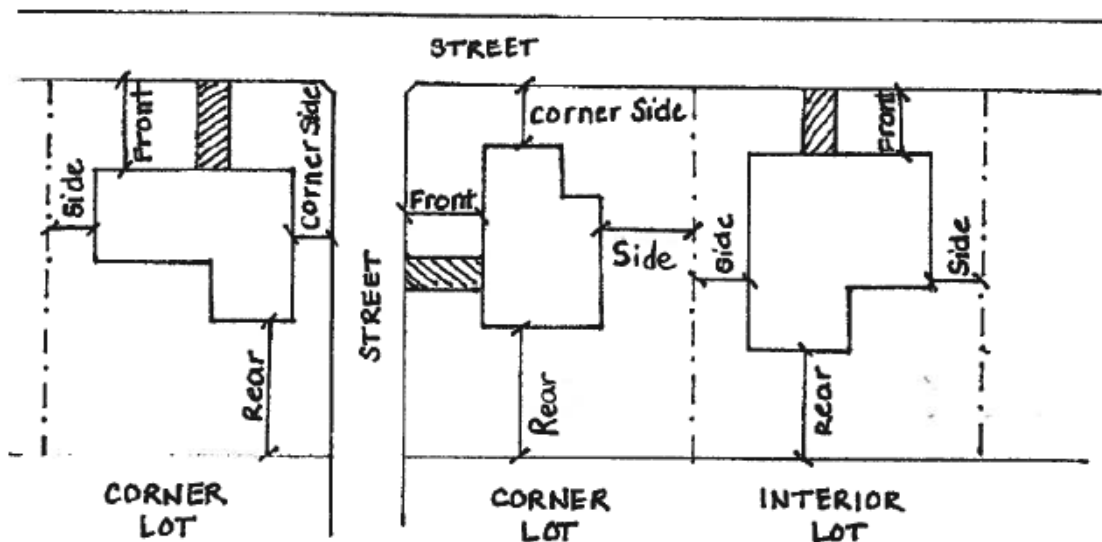 STREET
Front
Corner Side
Side
Rear
STREET
Corner Side
Front
Side
Rear
Front
Side
Side
Rear
CORNER
LOT
CORNER
LOT
INTERIOR
LOT